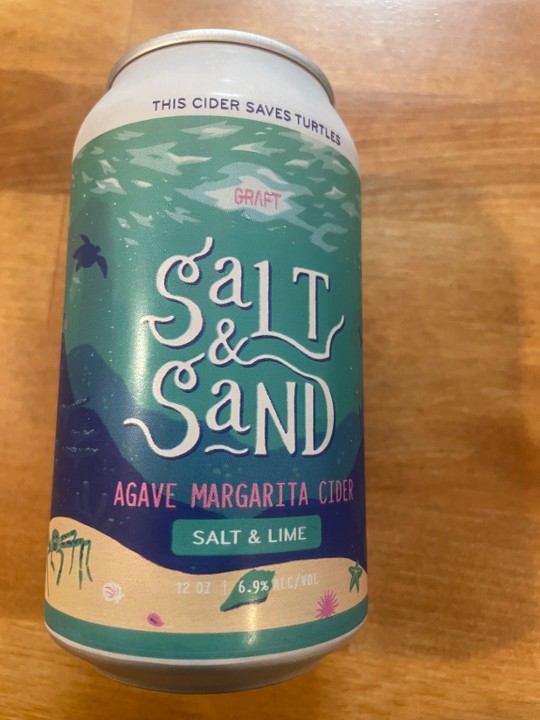 THIS CIDER SAVES TURTLES
GRAFT
SaLT
&
SaND
AGAVE MARGARITA CIDER
SALT & LIME
12 OZ | 6.9% ALC/VOL